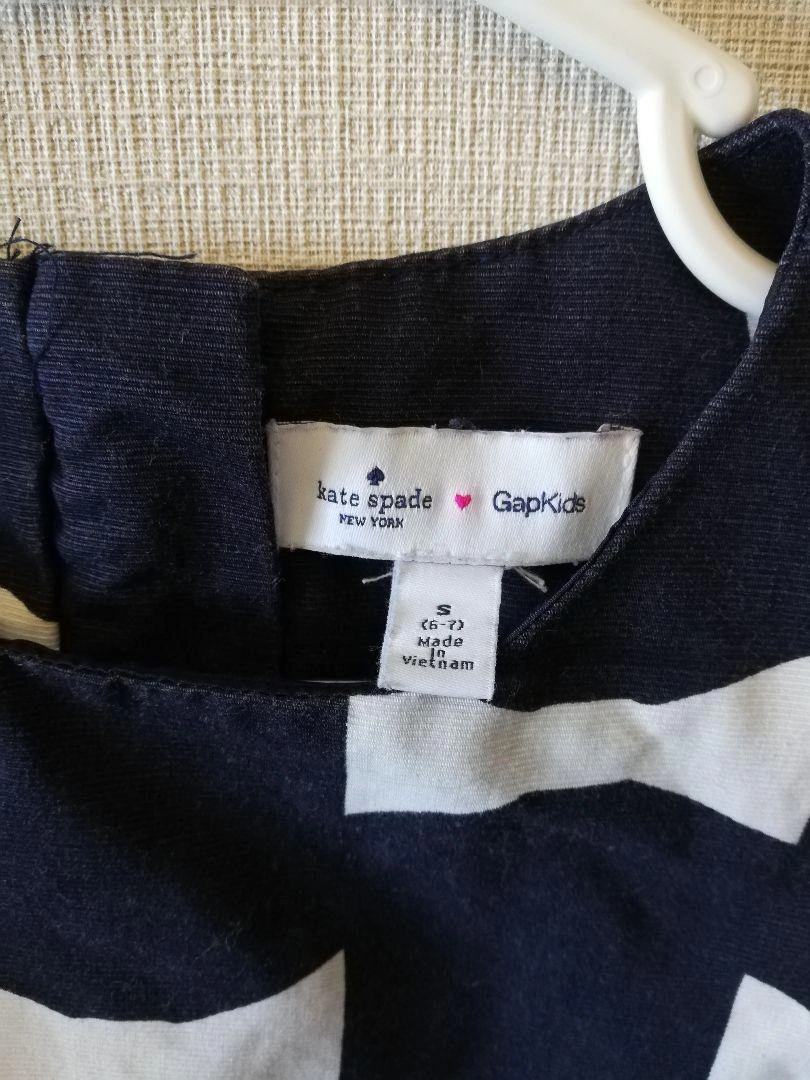 kate spade ♥ GapKids
NEW YORK
S
(6-7)
Made
In
Vietnam